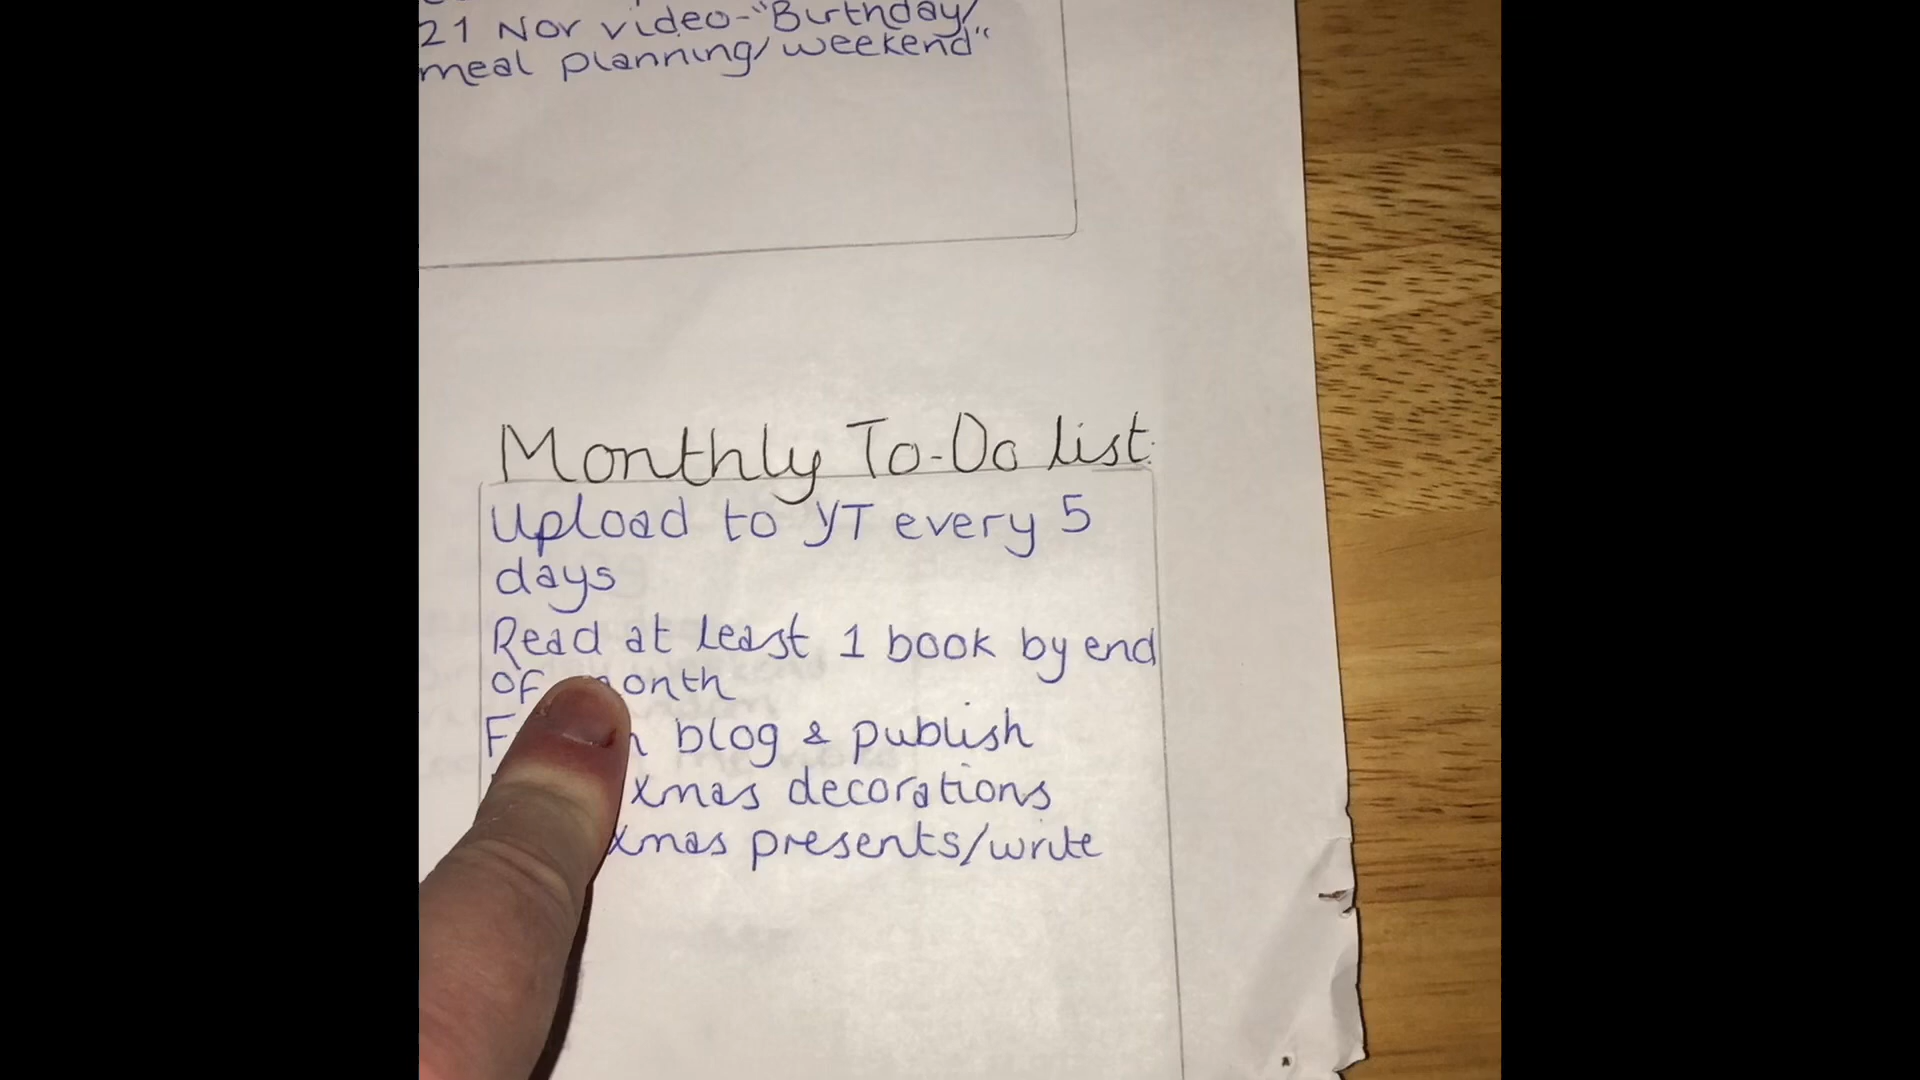 21 Nov video-"Birthday/
meal planning/weekend"
Monthly To-Do list:
Upload to YT every 5
days
Read at least 1 book by end
of month
blog & publish
xmas decorations
xmas presents/write